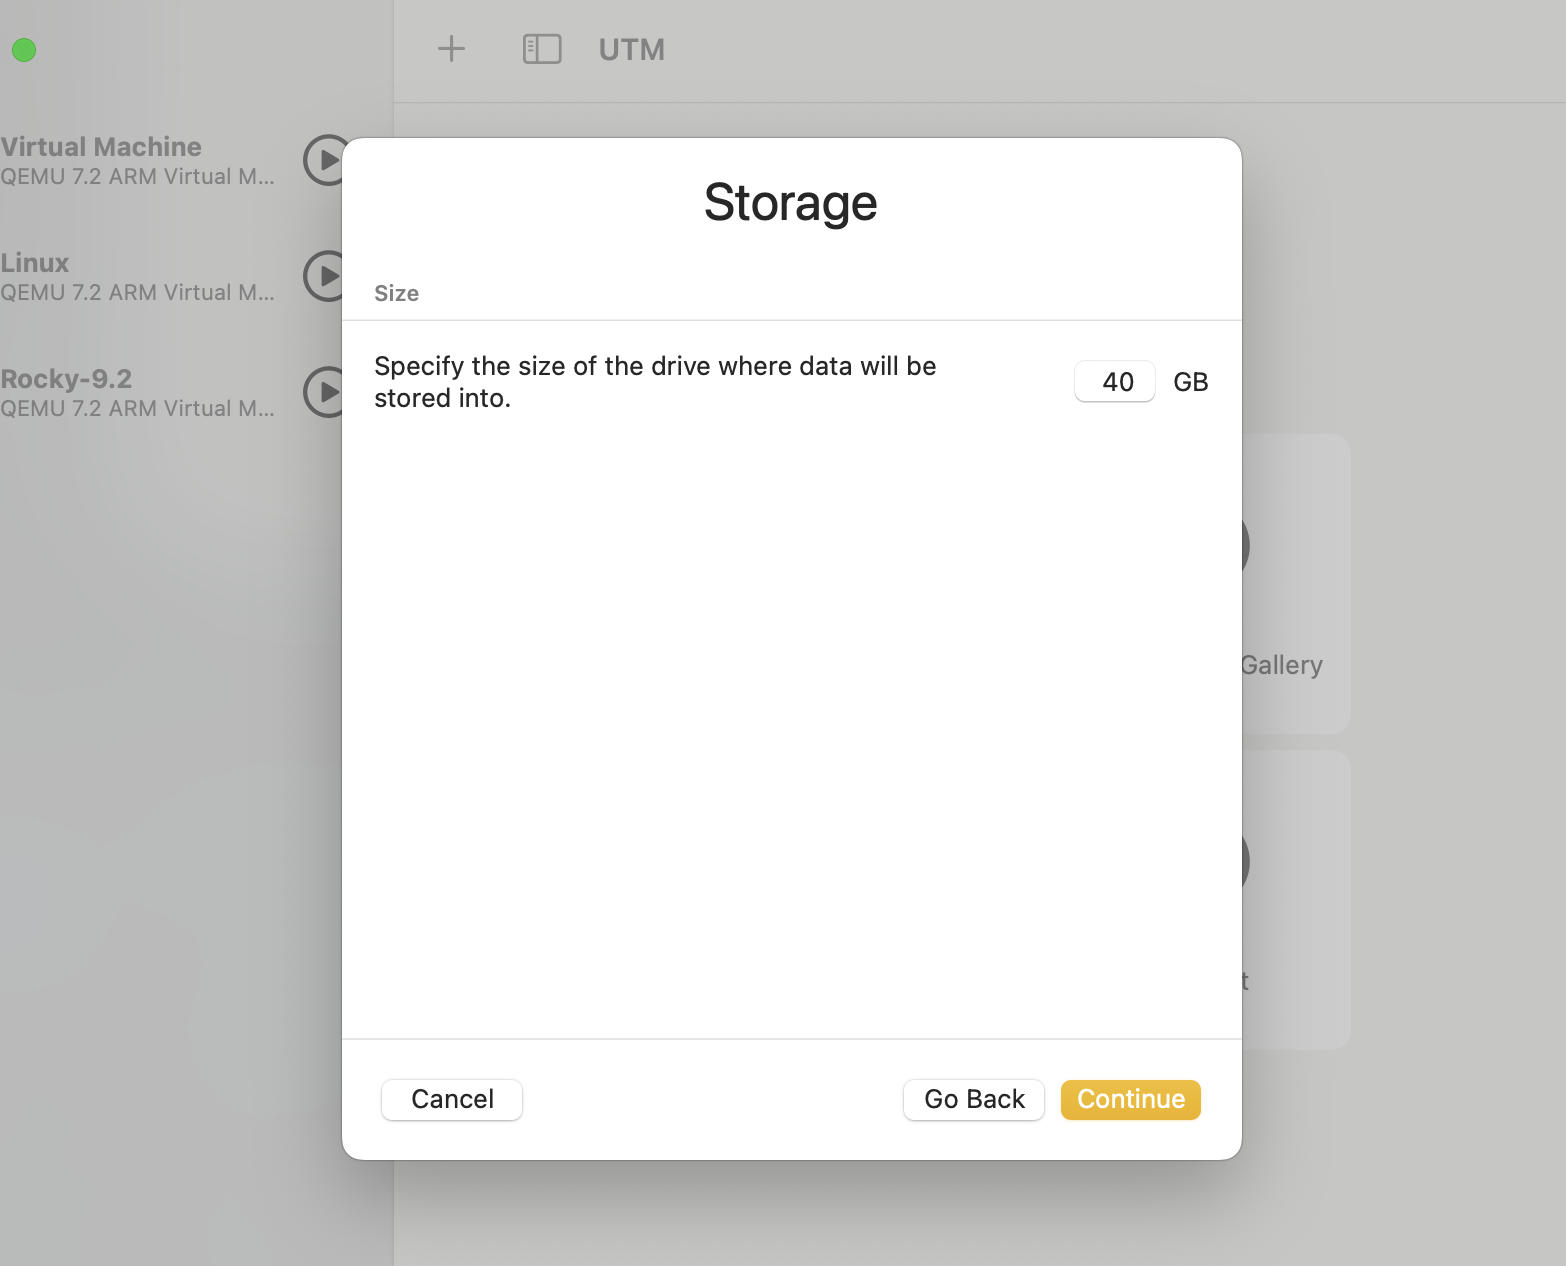 UTM
Virtual Machine
QEMU 7.2 ARM Virtual M...
Linux
QEMU 7.2 ARM Virtual M...
Rocky-9.2
QEMU 7.2 ARM Virtual M...
Storage
Size
Specify the size of the drive where data will be
stored into.
40 GB
Gallery
t
Cancel
Go Back
Continue